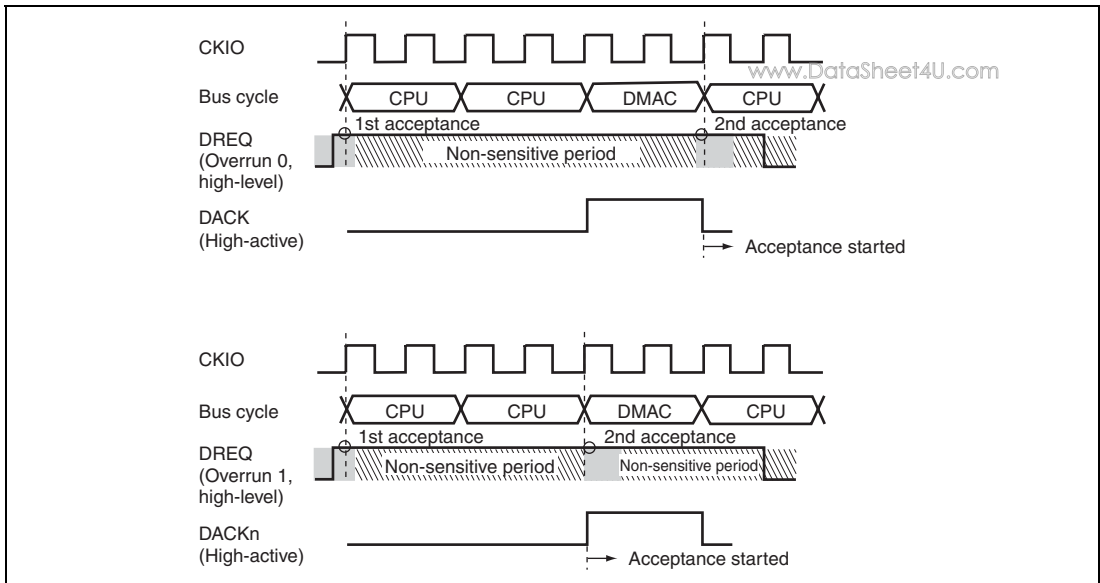 CKIO
www.DataSheet4U.com
Bus cycle
CPU CPU DMAC CPU
1st acceptance 2nd acceptance
DREQ
(Overrun 0,
high-level)
Non-sensitive period
DACK
(High-active)
Acceptance started
CKIO
Bus cycle
CPU CPU DMAC CPU
1st acceptance 2nd acceptance
DREQ
(Overrun 1,
high-level)
Non-sensitive period Non-sensitive period
DACKn
(High-active)
Acceptance started